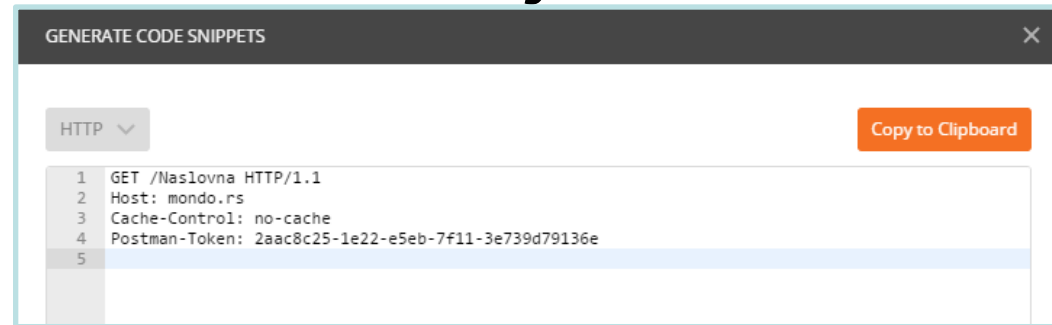 GENERATE CODE SNIPPETS
HTTP
Copy to Clipboard
1 GET /Naslovna HTTP/1.1
2 Host: mondo.rs
3 Cache-Control: no-cache
4 Postman-Token: 2aac8c25-1e22-e5eb-7f11-3e739d79136e
5